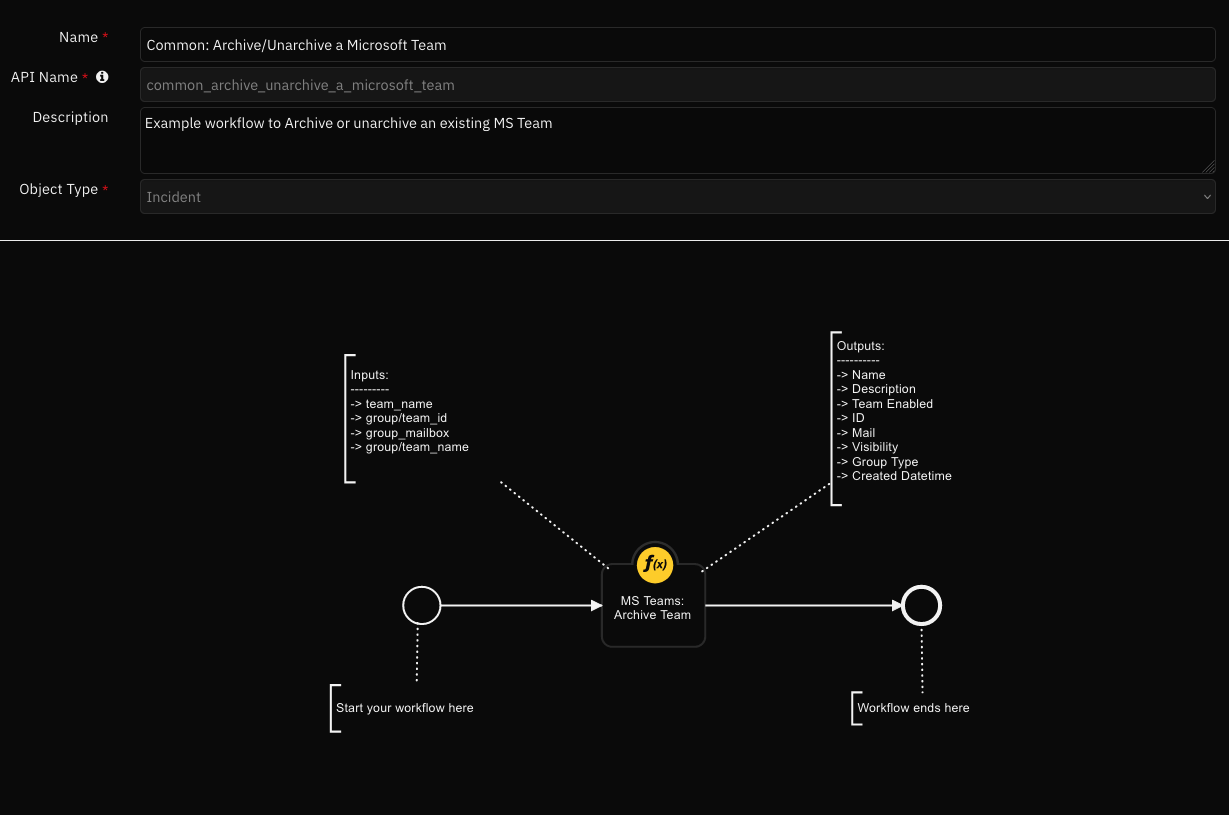 Name *
Common: Archive/Unarchive a Microsoft Team
API Name *
common_archive_unarchive_a_microsoft_team
Description
Example workflow to Archive or unarchive an existing MS Team
Object Type *
Incident
Inputs:
---------
-> team_name
-> group/team_id
-> group_mailbox
-> group/team_name
Outputs:
----------
-> Name
-> Description
-> Team Enabled
-> ID
-> Mail
-> Visibility
-> Group Type
-> Created Datetime
f(x)
MS Teams:
Archive Team
Start your workflow here
Workflow ends here